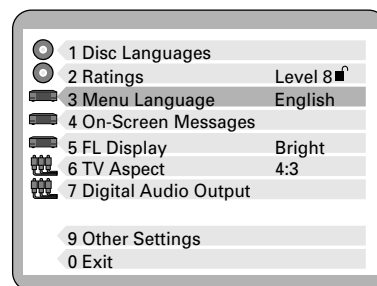 1 Disc Languages
2 Ratings Level 8
3 Menu Language English
4 On-Screen Messages
5 FL Display Bright
6 TV Aspect 4:3
7 Digital Audio Output
9 Other Settings
0 Exit